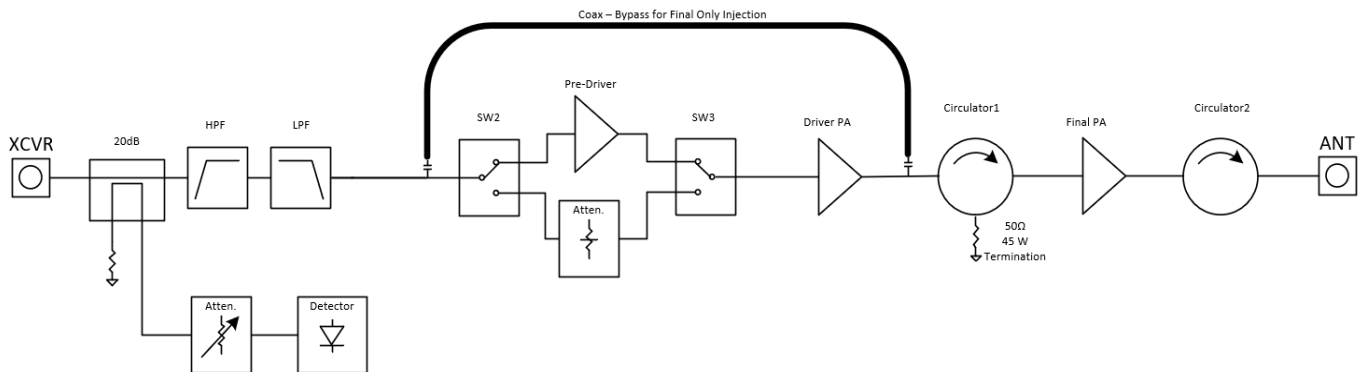 Coax – Bypass for Final Only Injection
XCVR
20dB
HPF
LPF
SW2
Pre-Driver
SW3
Driver PA
Circulator1
Final PA
Circulator2
ANT
Atten.
50Ω
45 W
Termination
Atten.
Detector